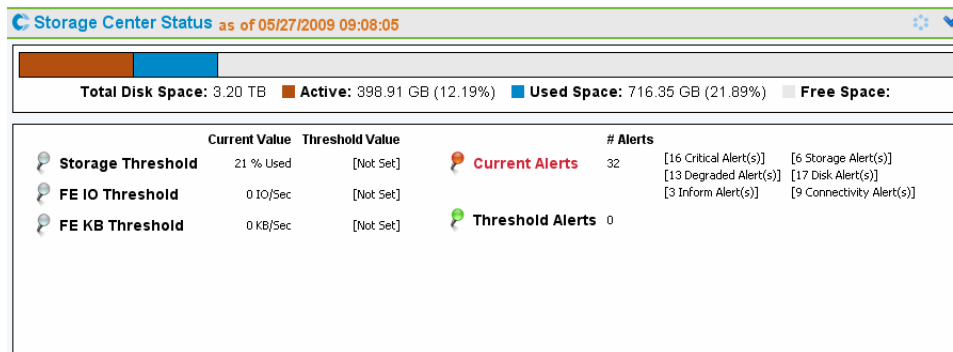 Storage Center Status as of 05/27/2009 09:08:05
Total Disk Space: 3.20 TB Active: 398.91 GB (12.19%) Used Space: 716.35 GB (21.89%) Free Space:
Current Value Threshold Value # Alerts
Storage Threshold 21 % Used [Not Set] Current Alerts 32 [16 Critical Alert(s)] [6 Storage Alert(s)]
[13 Degraded Alert(s)] [17 Disk Alert(s)]
FE IO Threshold 0 IO/Sec [Not Set] [3 Inform Alert(s)] [9 Connectivity Alert(s)]
FE KB Threshold 0 KB/Sec [Not Set] Threshold Alerts 0